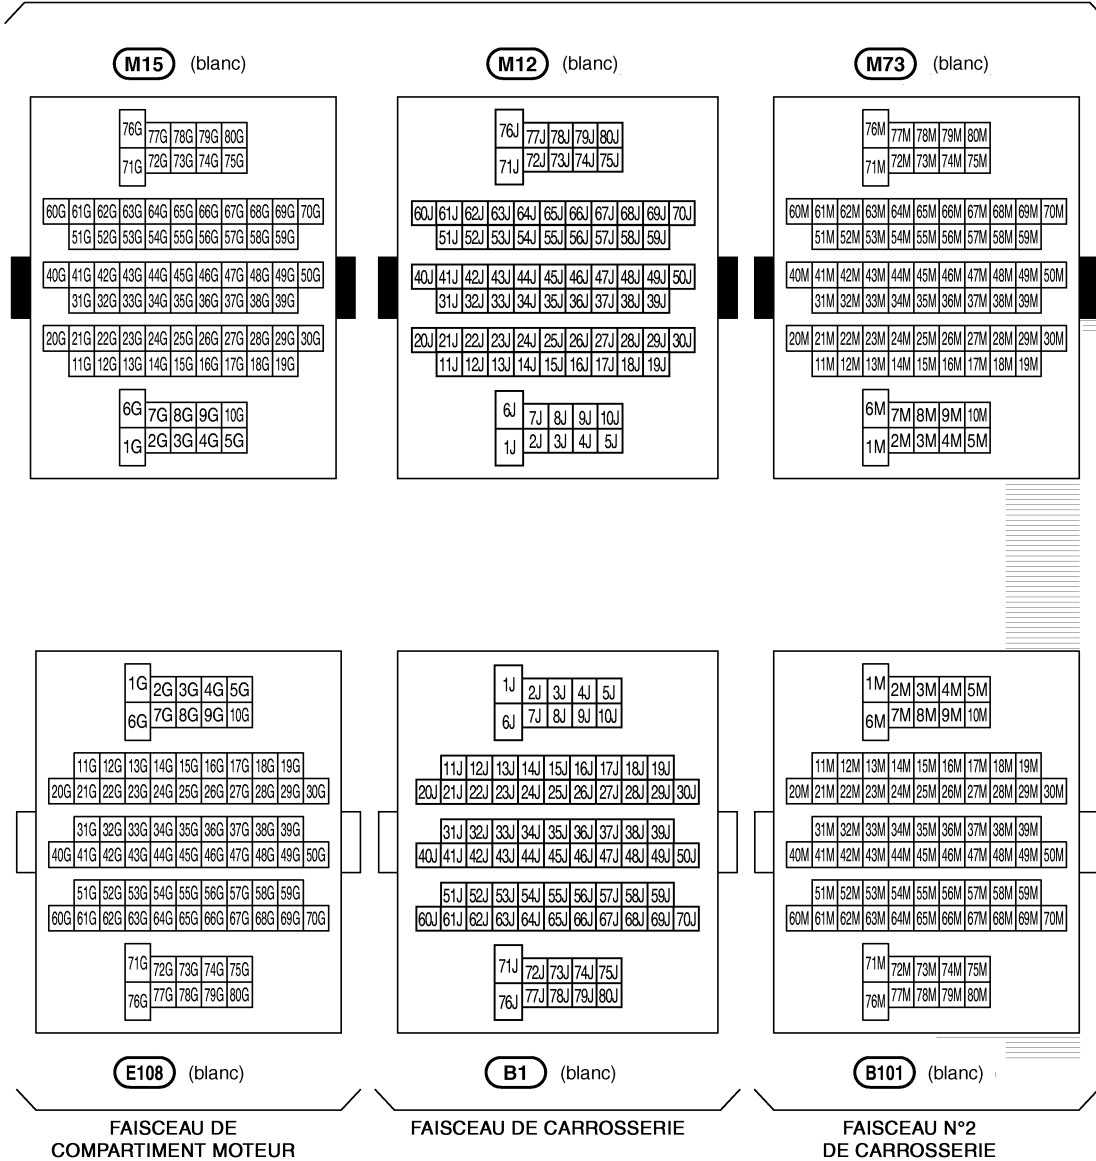 M15 (blanc) M12 (blanc) M73 (blanc)
76G 76J 76M
77G 78G 79G 80G 77J 78J 79J 80J 77M 78M 79M 80M
71G 72G 73G 74G 75G 71J 72J 73J 74J 75J 71M 72M 73M 74M 75M
60G 61G 62G 63G 64G 65G 66G 67G 68G 69G 70G 60J 61J 62J 63J 64J 65J 66J 67J 68J 69J 70J 60M 61M 62M 63M 64M 65M 66M 67M 68M 69M 70M
51G 52G 53G 54G 55G 56G 57G 58G 59G 51J 52J 53J 54J 55J 56J 57J 58J 59J 51M 52M 53M 54M 55M 56M 57M 58M 59M
40G 41G 42G 43G 44G 45G 46G 47G 48G 49G 50G 40J 41J 42J 43J 44J 45J 46J 47J 48J 49J 50J 40M 41M 42M 43M 44M 45M 46M 47M 48M 49M 50M
31G 32G 33G 34G 35G 36G 37G 38G 39G 31J 32J 33J 34J 35J 36J 37J 38J 39J 31M 32M 33M 34M 35M 36M 37M 38M 39M
20G 21G 22G 23G 24G 25G 26G 27G 28G 29G 30G 20J 21J 22J 23J 24J 25J 26J 27J 28J 29J 30J 20M 21M 22M 23M 24M 25M 26M 27M 28M 29M 30M
11G 12G 13G 14G 15G 16G 17G 18G 19G 11J 12J 13J 14J 15J 16J 17J 18J 19J 11M 12M 13M 14M 15M 16M 17M 18M 19M
6G 7G 8G 9G 10G 6J 7J 8J 9J 10J 6M 7M 8M 9M 10M
1G 2G 3G 4G 5G 1J 2J 3J 4J 5J 1M 2M 3M 4M 5M
1G 2G 3G 4G 5G 1J 2J 3J 4J 5J 1M 2M 3M 4M 5M
6G 7G 8G 9G 10G 6J 7J 8J 9J 10J 6M 7M 8M 9M 10M
11G 12G 13G 14G 15G 16G 17G 18G 19G 11J 12J 13J 14J 15J 16J 17J 18J 19J 11M 12M 13M 14M 15M 16M 17M 18M 19M
20G 21G 22G 23G 24G 25G 26G 27G 28G 29G 30G 20J 21J 22J 23J 24J 25J 26J 27J 28J 29J 30J 20M 21M 22M 23M 24M 25M 26M 27M 28M 29M 30M
31G 32G 33G 34G 35G 36G 37G 38G 39G 31J 32J 33J 34J 35J 36J 37J 38J 39J 31M 32M 33M 34M 35M 36M 37M 38M 39M
40G 41G 42G 43G 44G 45G 46G 47G 48G 49G 50G 40J 41J 42J 43J 44J 45J 46J 47J 48J 49J 50J 40M 41M 42M 43M 44M 45M 46M 47M 48M 49M 50M
51G 52G 53G 54G 55G 56G 57G 58G 59G 51J 52J 53J 54J 55J 56J 57J 58J 59J 51M 52M 53M 54M 55M 56M 57M 58M 59M
60G 61G 62G 63G 64G 65G 66G 67G 68G 69G 70G 60J 61J 62J 63J 64J 65J 66J 67J 68J 69J 70J 60M 61M 62M 63M 64M 65M 66M 67M 68M 69M 70M
71G 72G 73G 74G 75G 71J 72J 73J 74J 75J 71M 72M 73M 74M 75M
76G 77G 78G 79G 80G 76J 77J 78J 79J 80J 76M 77M 78M 79M 80M
E108 (blanc) B1 (blanc) B101 (blanc)
FAISCEAU DE FAISCEAU DE CARROSSERIE FAISCEAU N°2
COMPARTIMENT MOTEUR DE CARROSSERIE